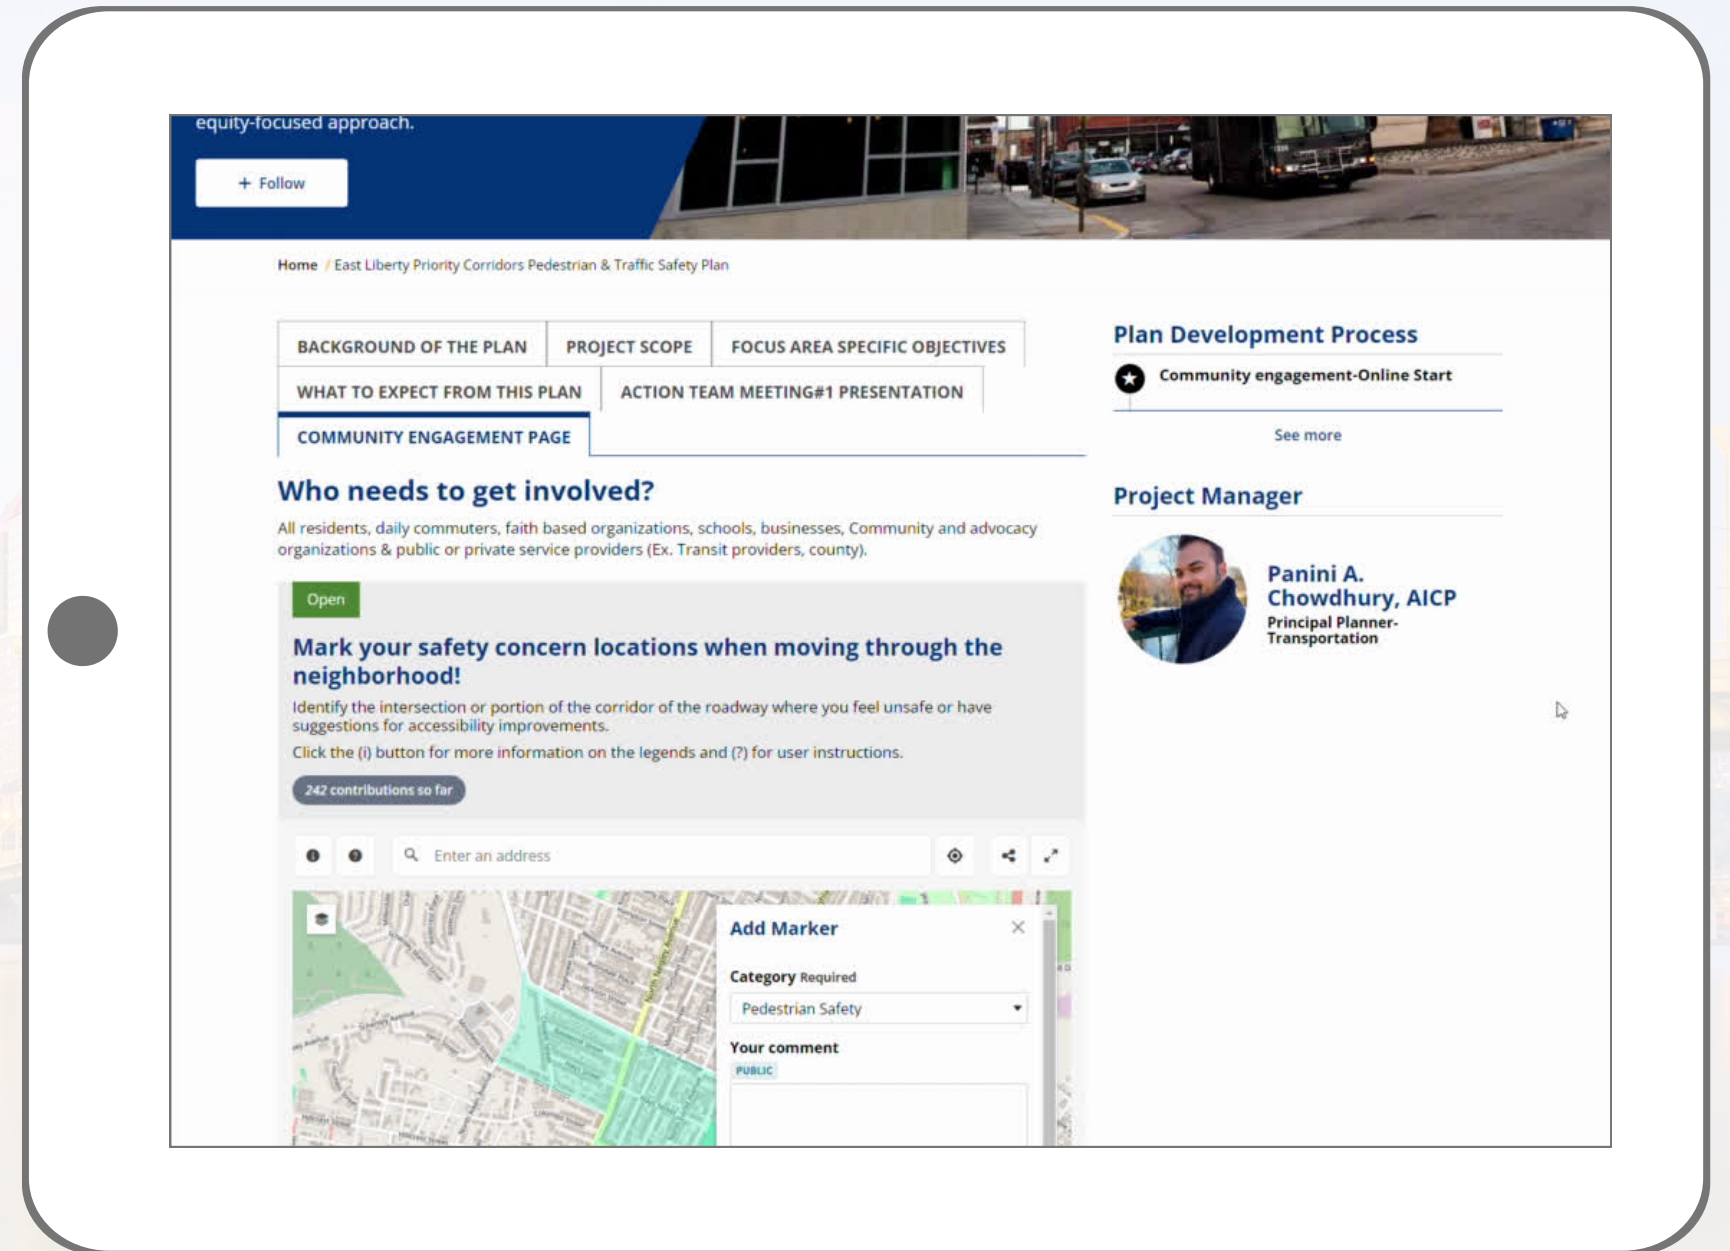 equity-focused approach.
+ Follow
Home / East Liberty Priority Corridors Pedestrian & Traffic Safety Plan
BACKGROUND OF THE PLAN
PROJECT SCOPE
FOCUS AREA SPECIFIC OBJECTIVES
WHAT TO EXPECT FROM THIS PLAN
ACTION TEAM MEETING#1 PRESENTATION
COMMUNITY ENGAGEMENT PAGE
Who needs to get involved?
All residents, daily commuters, faith based organizations, schools, businesses, Community and advocacy
organizations & public or private service providers (Ex. Transit providers, county).
Open
Mark your safety concern locations when moving through the
neighborhood!
Identify the intersection or portion of the corridor of the roadway where you feel unsafe or have
suggestions for accessibility improvements.
Click the (i) button for more information on the legends and (?) for user instructions.
242 contributions so far
Enter an address
North Negley Avenue
Add Marker
Category Required
Pedestrian Safety
Your comment
PUBLIC
Plan Development Process
Community engagement-Online Start
See more
Project Manager
Panini A.
Chowdhury, AICP
Principal Planner-
Transportation